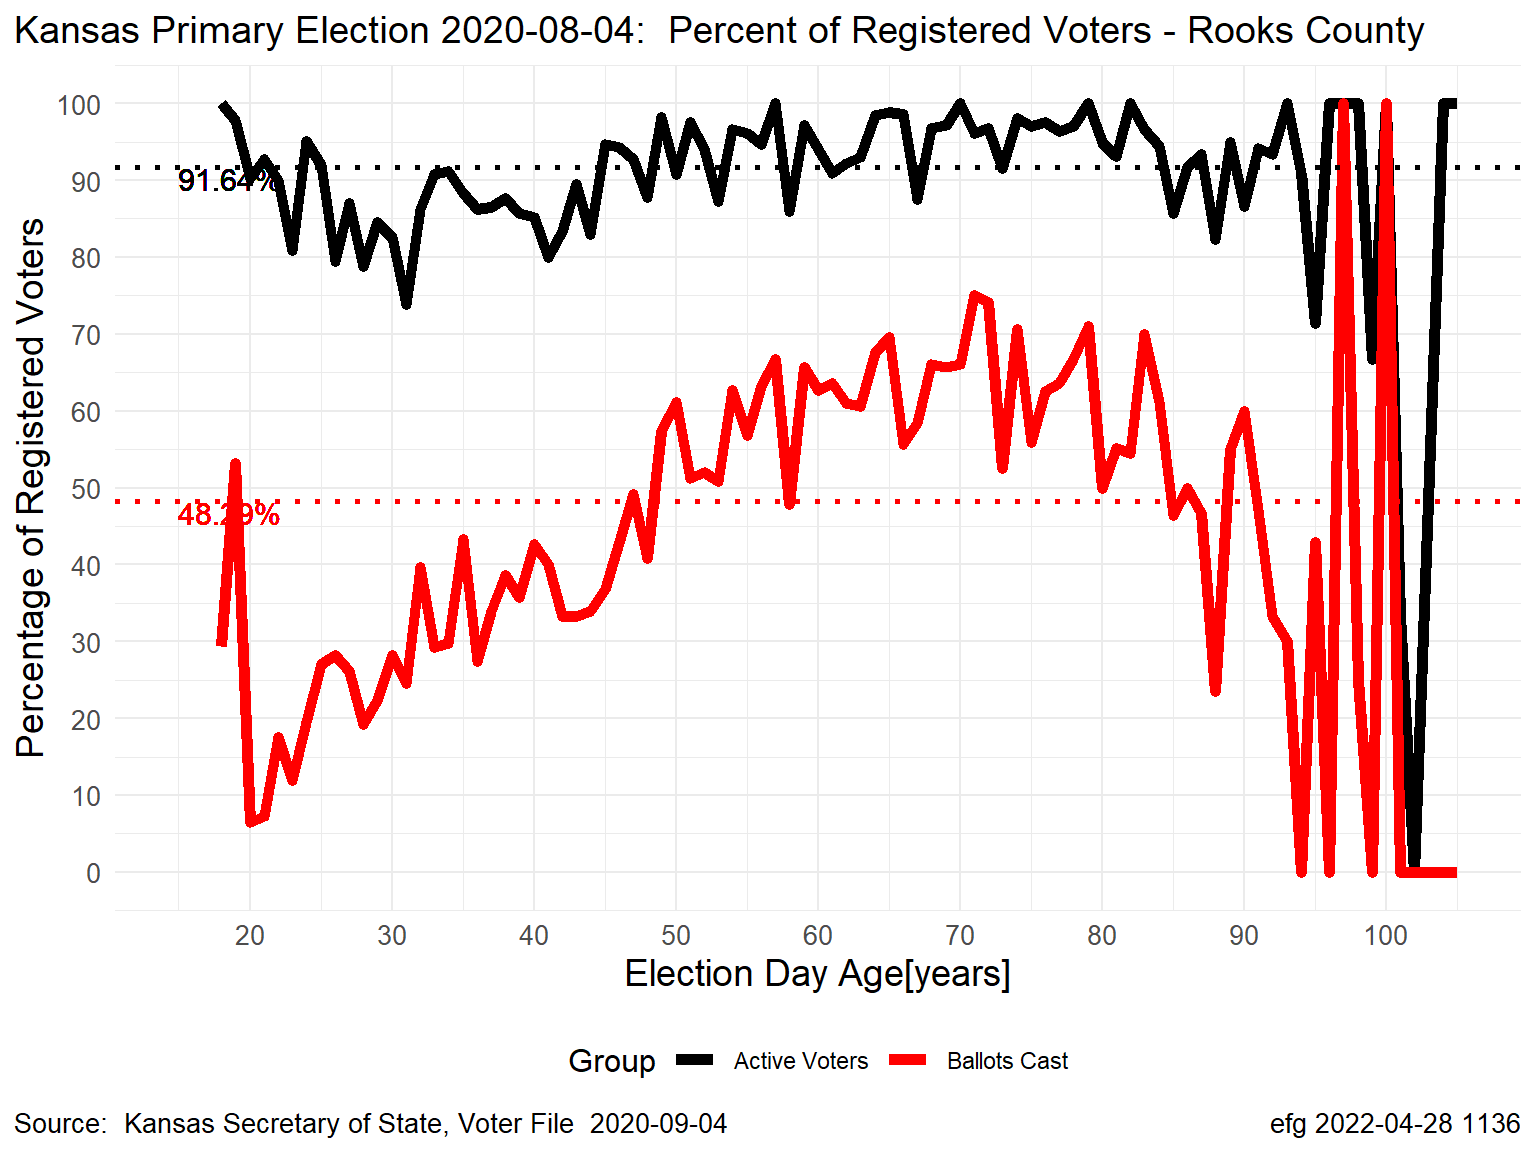 Kansas Primary Election 2020-08-04:  Percent of Registered Voters - Rooks County
Percentage of Registered Voters
100
90
80
70
60
50
40
30
20
10
0
91.64%
48.29%
20 30 40 50 60 70 80 90 100
Election Day Age[years]
Group Active Voters Ballots Cast
Source:  Kansas Secretary of State, Voter File  2020-09-04 efg 2022-04-28 1136